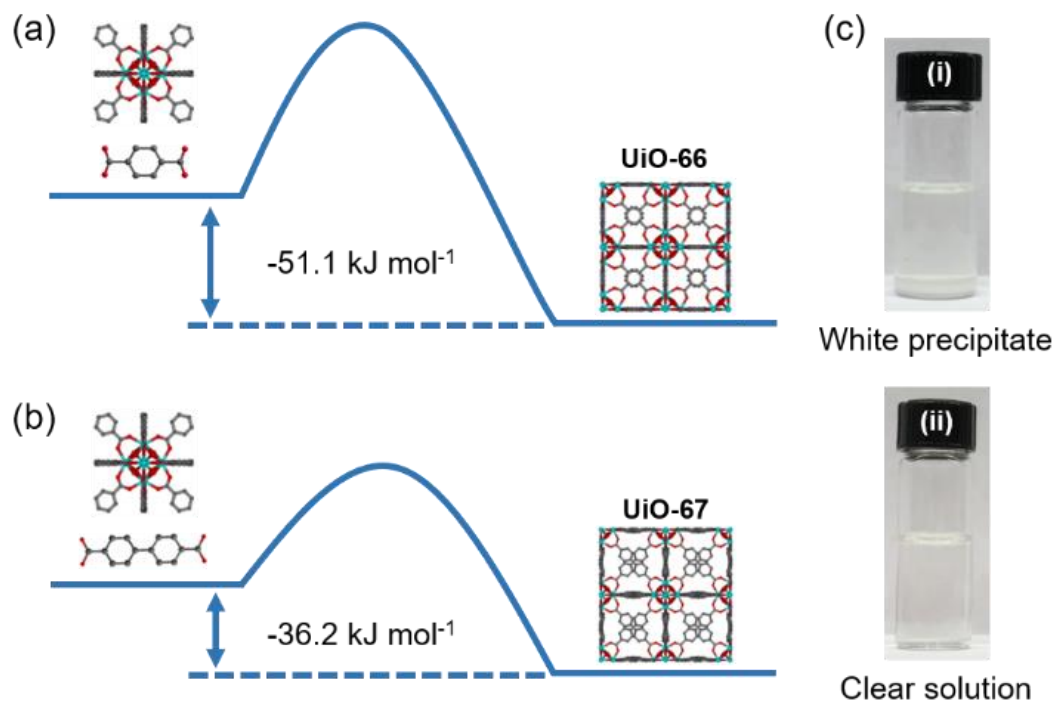 (a)
UiO-66
-51.1 kJ mol⁻¹
(b)
UiO-67
-36.2 kJ mol⁻¹
(c)
(i)
White precipitate
(ii)
Clear solution